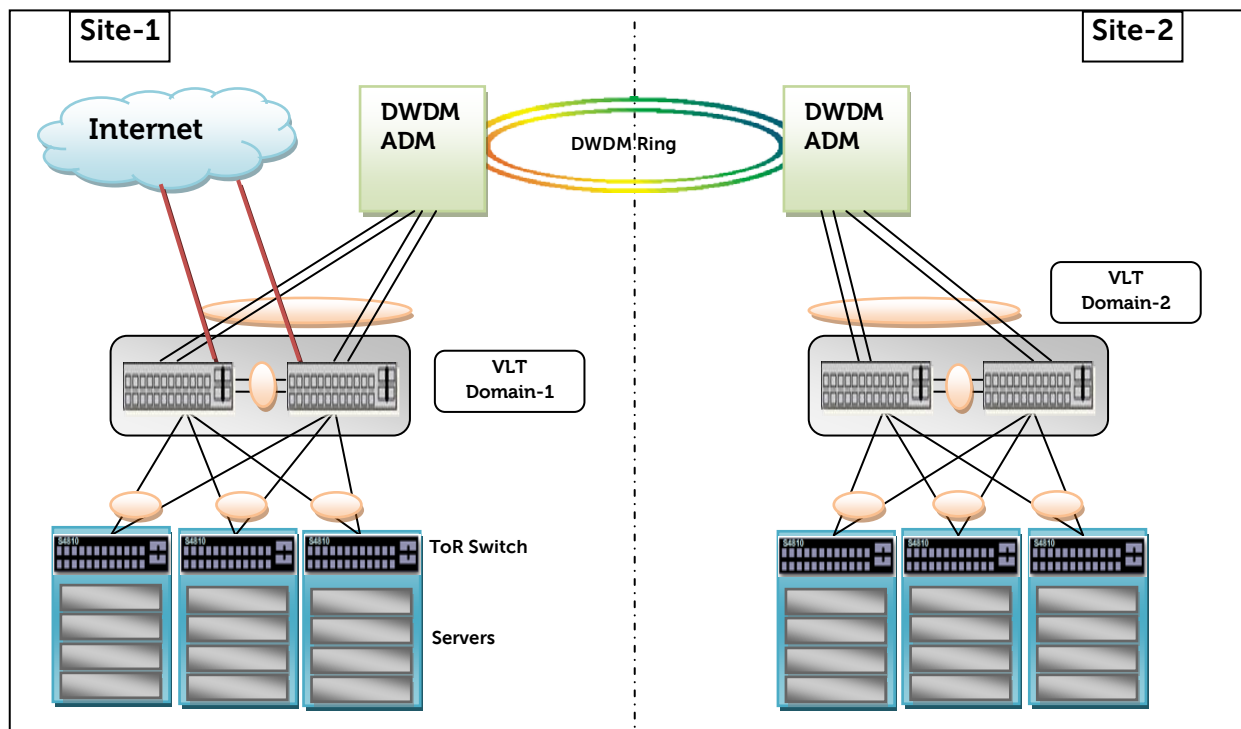 Site-1
Site-2
Internet
DWDM
ADM
DWDM Ring
DWDM
ADM
VLT
Domain-1
VLT
Domain-2
S4810
S4810
S4810
ToR Switch
S4810
S4810
S4810
Servers